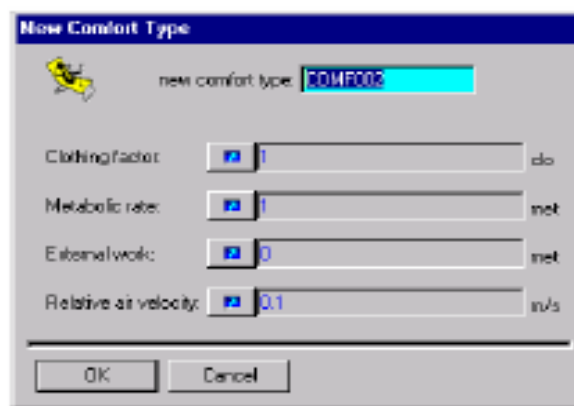 New Comfort Type
new comfort type: COMF002
Clothing factor: 1 clo
Metabolic rate: 1 met
External work: 0 met
Relative air velocity: 0.1 m/s
OK Cancel